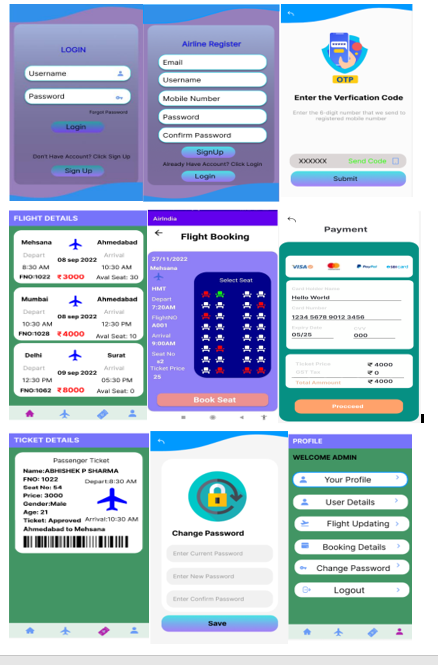 LOGIN
Username
Password
Forgot Password
Login
Don't Have Account? Click Sign Up
Sign Up
Airline Register
Email
Username
Mobile Number
Password
Confirm Password
SignUp
Already Have Account? Click Login
Login
OTP
Enter the Verfication Code
Enter the 6-digit number that we send to
registered mobile number
XXXXXX Send Code
Submit
FLIGHT DETAILS
Mehsana Ahmedabad
Depart Arrival
08 sep 2022
8:30 AM 10:30 AM
FNO:1022 ₹3000 Aval Seat: 30
Mumbai Ahmedabad
Depart Arrival
08 sep 2022
10:30 AM 12:30 PM
FNO:1028 ₹4000 Aval Seat: 10
Delhi Surat
Depart Arrival
09 sep 2022
12:30 PM 05:30 PM
FNO:1062 ₹8000 Aval Seat: 0
AirIndia
Flight Booking
27/11/2022
Mehsana
Select Seat
HMT
Depart
7:20AM
FlightNO
A001
Arrival
9:00AM
Seat No
s2
Ticket Price
25
Book Seat
Payment
VISA
PayPal
Card Holder Name
Hello World
Card Number
1234 5678 9012 3456
Expiry Date
05/25 000
Ticket Price ₹ 4000
GST Tax ₹ 0
Total Ammount ₹ 4000
Proceed
TICKET DETAILS
Passenger Ticket
Name:ABHISHEK P SHARMA
FNO: 1022 Depart:8:30 AM
Seat No: 54
Price: 3000
Gender:Male
Age: 21
Ticket: Approved Arrival:10:30 AM
Ahmedabad to Mehsana
Change Password
Enter Current Password
Enter New Password
Enter Confirm Password
Save
PROFILE
WELCOME ADMIN
Your Profile
User Details
Flight Updating
Booking Details
Change Password
Logout